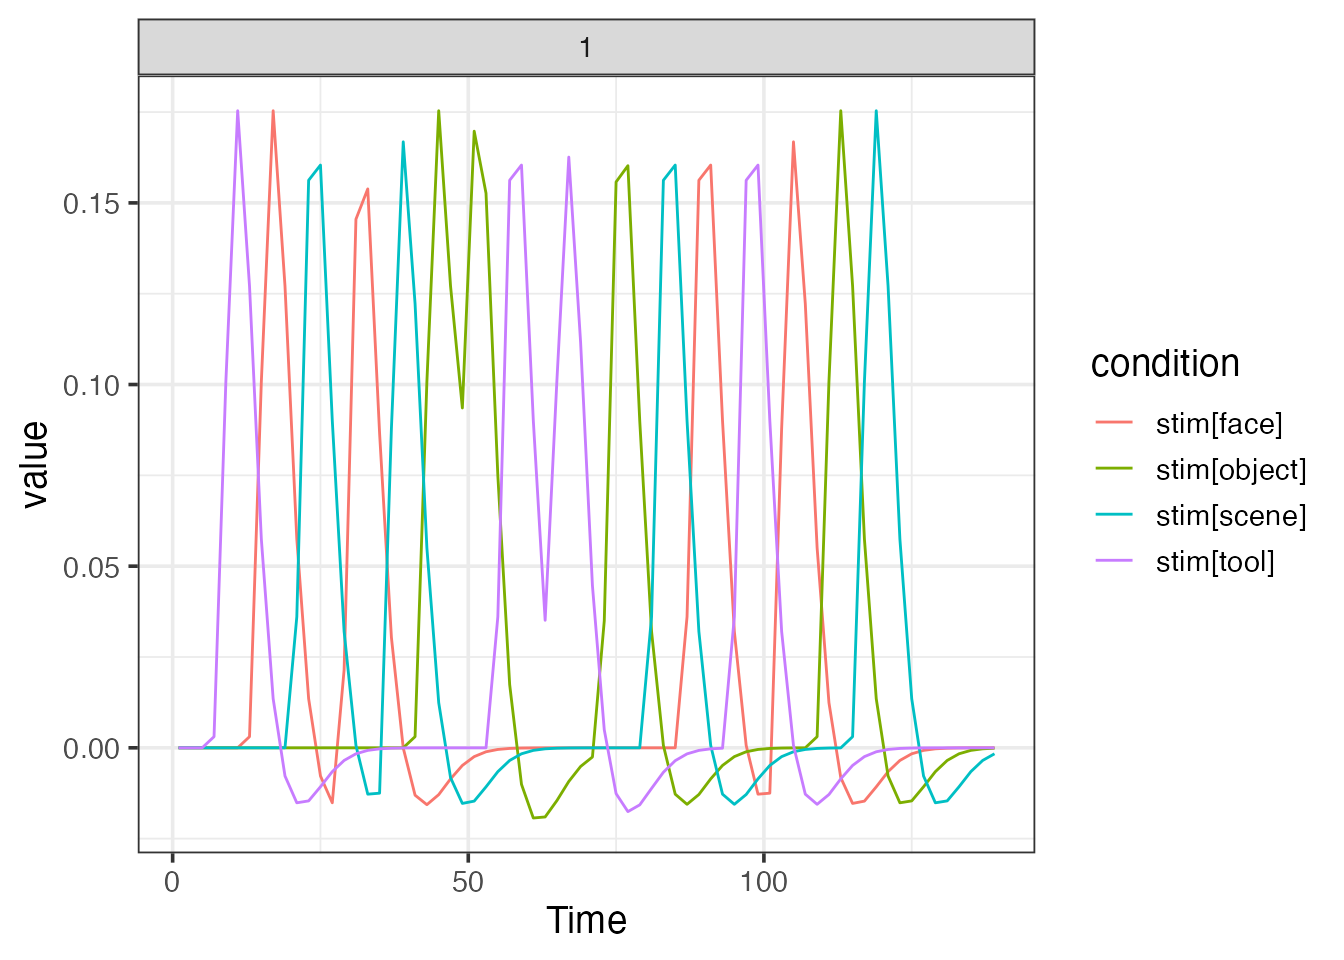 1
0.15
0.10
0.05
0.00
value
0
50
100
Time
condition
stim[face]
stim[object]
stim[scene]
stim[tool]